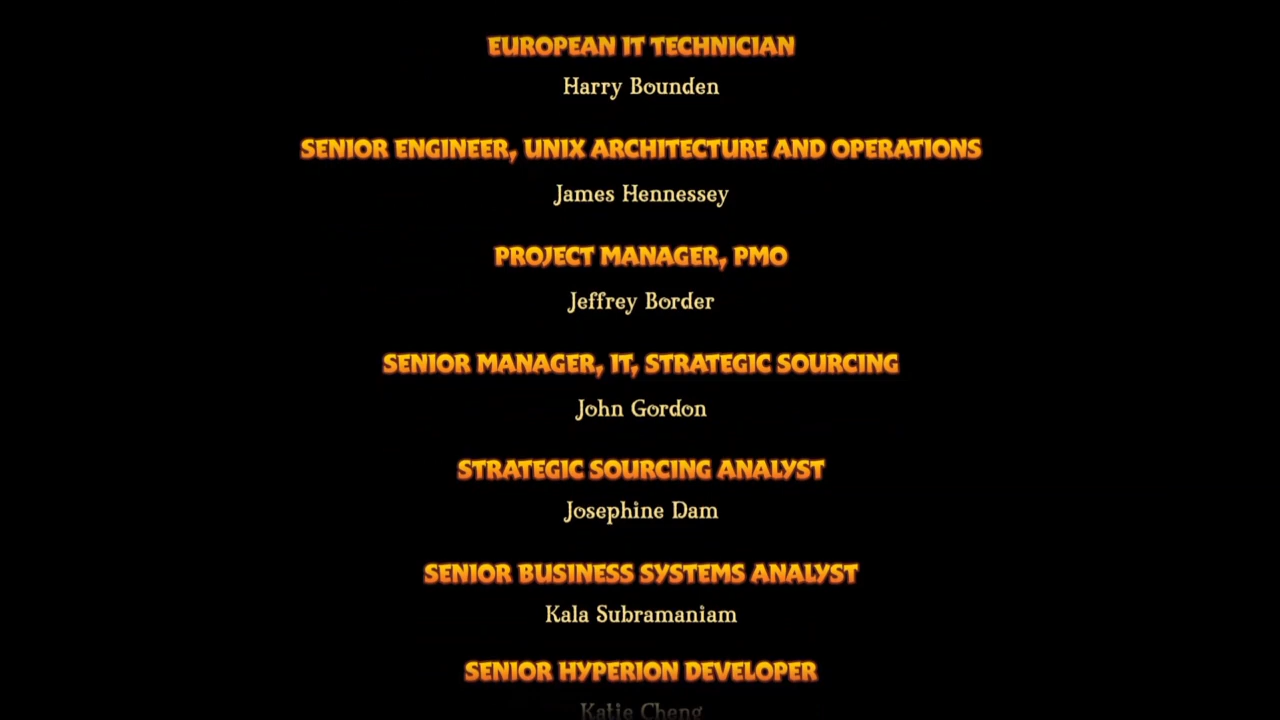 EUROPEAN IT TECHNICIAN
Harry Bounden
SENIOR ENGINEER, UNIX ARCHITECTURE AND OPERATIONS
James Hennessey
PROJECT MANAGER, PMO
Jeffrey Border
SENIOR MANAGER, IT, STRATEGIC SOURCING
John Gordon
STRATEGIC SOURCING ANALYST
Josephine Dam
SENIOR BUSINESS SYSTEMS ANALYST
Kala Subramaniam
SENIOR HYPERION DEVELOPER
Katie Cheng